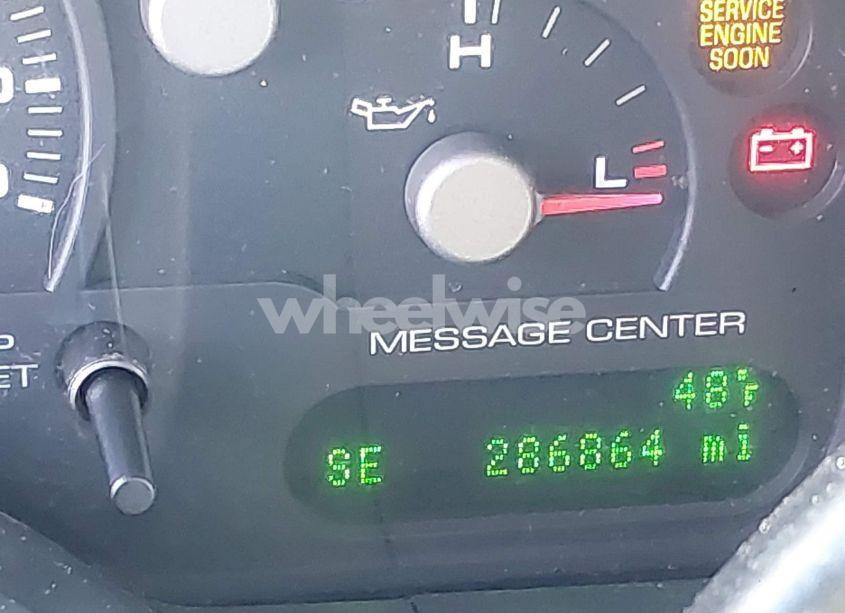 SERVICE
ENGINE
SOON
H
L
wheelwise
MESSAGE CENTER
48°F
SE 286864 mi